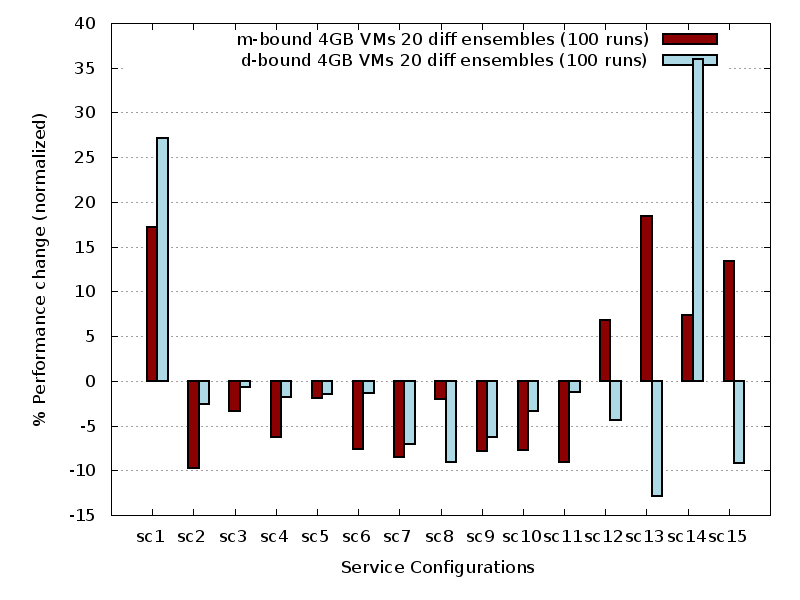 m-bound 4GB VMs 20 diff ensembles (100 runs)
d-bound 4GB VMs 20 diff ensembles (100 runs)
40
35
30
25
20
15
10
5
0
-5
-10
-15
% Performance change (normalized)
sc1 sc2 sc3 sc4 sc5 sc6 sc7 sc8 sc9 sc10 sc11 sc12 sc13 sc14 sc15
Service Configurations